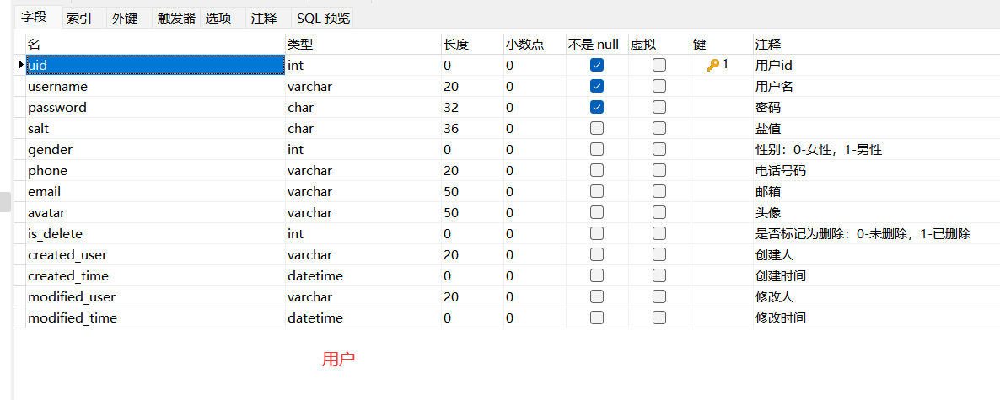 字段 索引 外键 触发器 选项 注释 SQL 预览
名 类型 长度 小数点 不是 null 虚拟 键 注释
uid int 0 0 1 用户id
username varchar 20 0 用户名
password char 32 0 密码
salt char 36 0 盐值
gender int 0 0 性别：0-女性，1-男性
phone varchar 20 0 电话号码
email varchar 50 0 邮箱
avatar varchar 50 0 头像
is_delete int 0 0 是否标记为删除：0-未删除，1-已删除
created_user varchar 20 0 创建人
created_time datetime 0 0 创建时间
modified_user varchar 20 0 修改人
modified_time datetime 0 0 修改时间
用户